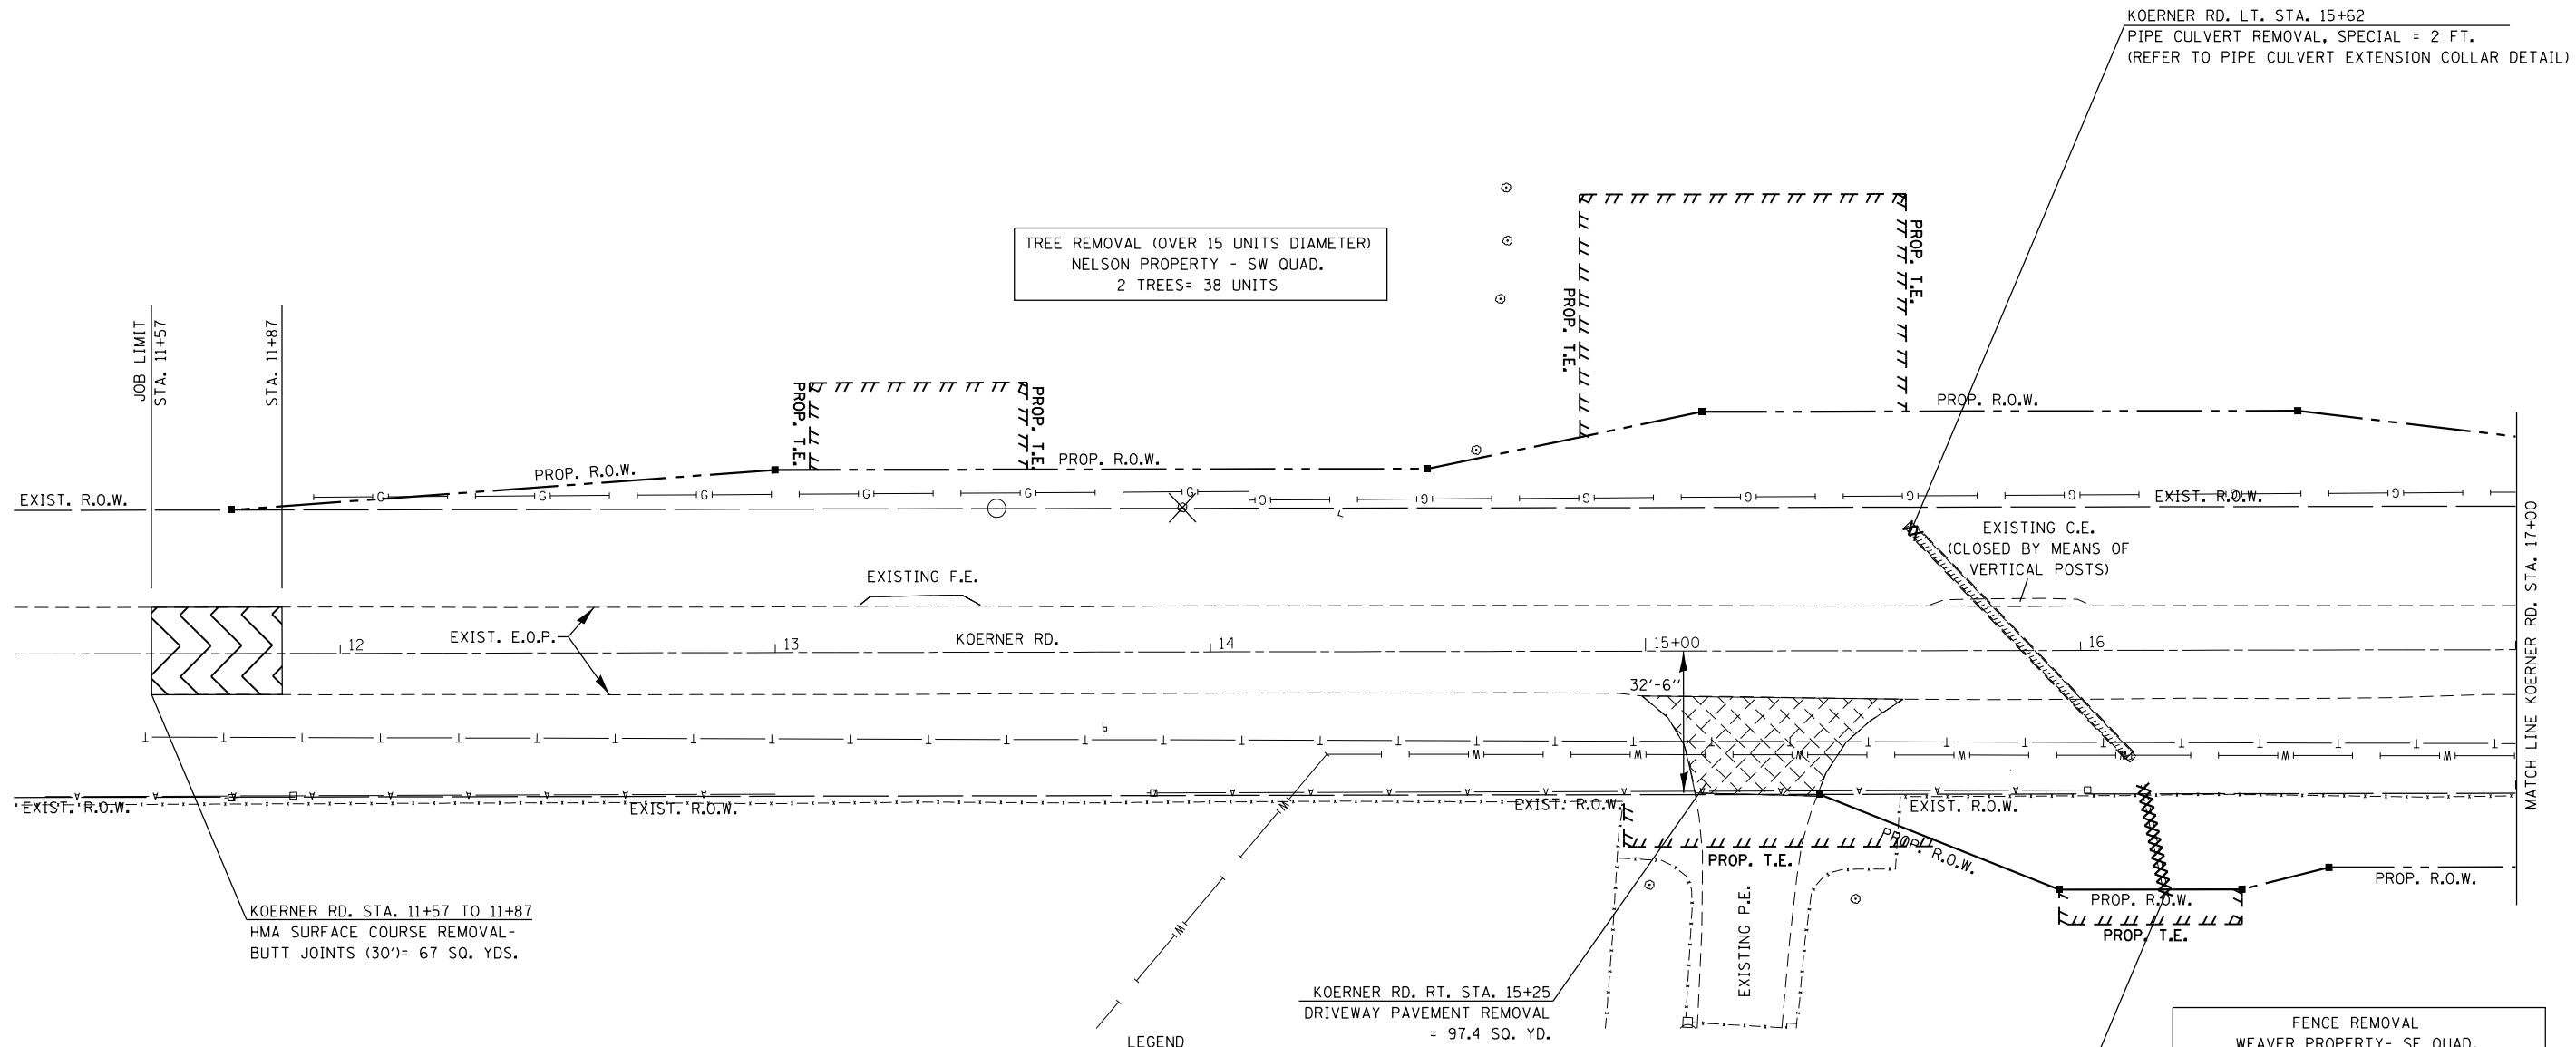 KOERNER RD. LT. STA. 15+62
PIPE CULVERT REMOVAL, SPECIAL = 2 FT.
(REFER TO PIPE CULVERT EXTENSION COLLAR DETAIL)
TREE REMOVAL (OVER 15 UNITS DIAMETER)
NELSON PROPERTY - SW QUAD.
2 TREES= 38 UNITS
JOB LIMIT
STA. 11+57
STA. 11+87
PROP. T.E.
PROP. T.E.
PROP. T.E.
PROP. T.E.
PROP. R.O.W.
PROP. R.O.W.
PROP. R.O.W.
EXIST. R.O.W.
G G G G G G G G G G G G G
EXIST. R.O.W.
EXISTING C.E.
(CLOSED BY MEANS OF
VERTICAL POSTS)
MATCH LINE KOERNER RD. STA. 17+00
EXISTING F.E.
EXIST. E.O.P.
KOERNER RD.
12
13
14
15+00
16
32'-6"
T T T T T T T T T T T T T T T T T T T T T T T T T T T T T T T
W W W W W W W
A A A A A A A A A
A A A A A A A A A A A
EXIST. R.O.W.
EXIST. R.O.W.
EXIST. R.O.W.
EXIST. R.O.W.
W
W
PROP. T.E.
PROP. R.O.W.
PROP. R.O.W.
PROP. T.E.
PROP. R.O.W.
EXISTING P.E.
KOERNER RD. STA. 11+57 TO 11+87
HMA SURFACE COURSE REMOVAL-
BUTT JOINTS (30')= 67 SQ. YDS.
KOERNER RD. RT. STA. 15+25
DRIVEWAY PAVEMENT REMOVAL
= 97.4 SQ. YD.
LEGEND
FENCE REMOVAL
WEAVER PROPERTY- SE QUAD.